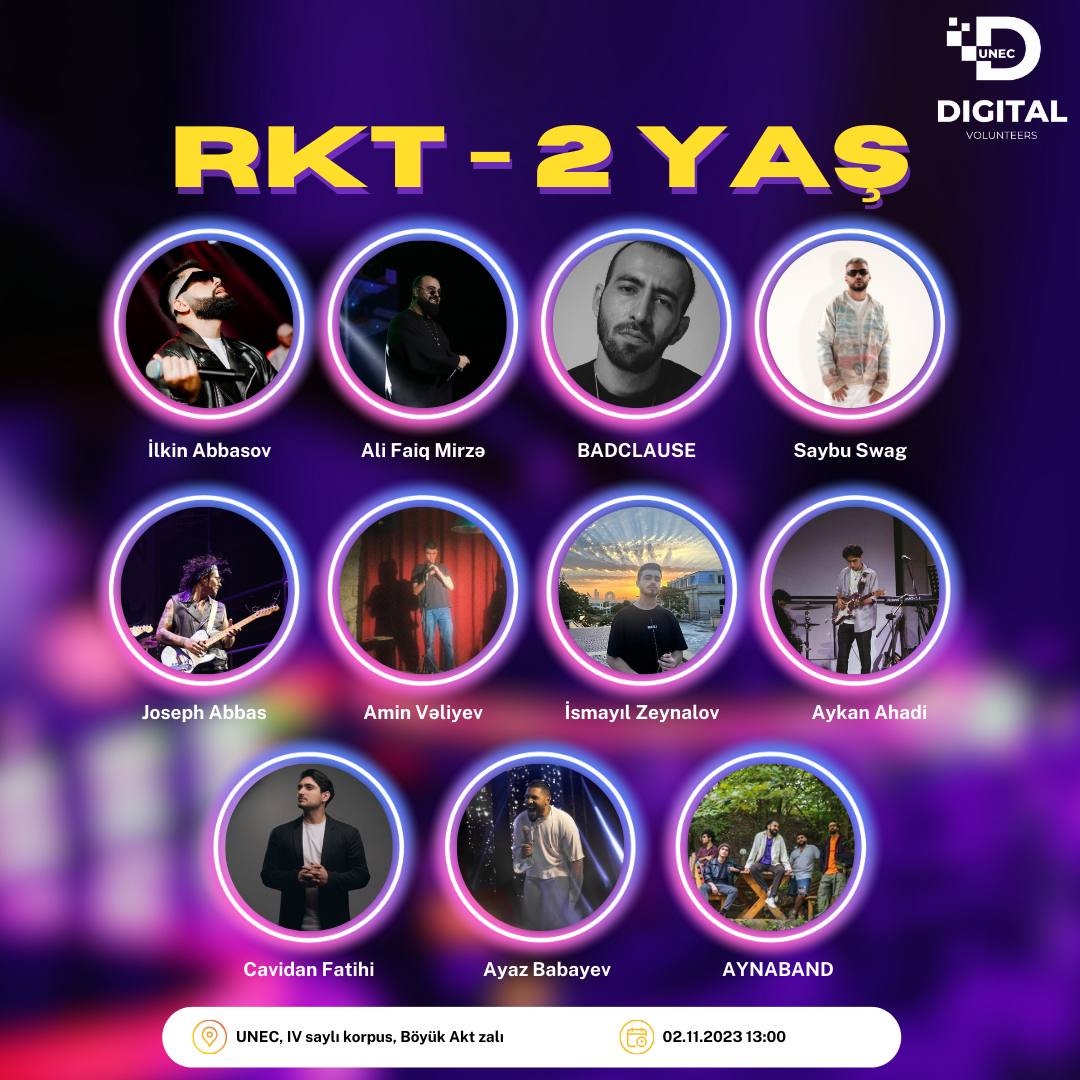 UNEC
DIGITAL
VOLUNTEERS
RKT - 2 YAŞ
İlkin Abbasov
Ali Faiq Mirzə
BADCLAUSE
Saybu Swag
Joseph Abbas
Amin Vəliyev
İsmayıl Zeynalov
Aykan Ahadi
Cavidan Fatihi
Ayaz Babayev
AYNABAND
UNEC, IV saylı korpus, Böyük Akt zalı
02.11.2023 13:00